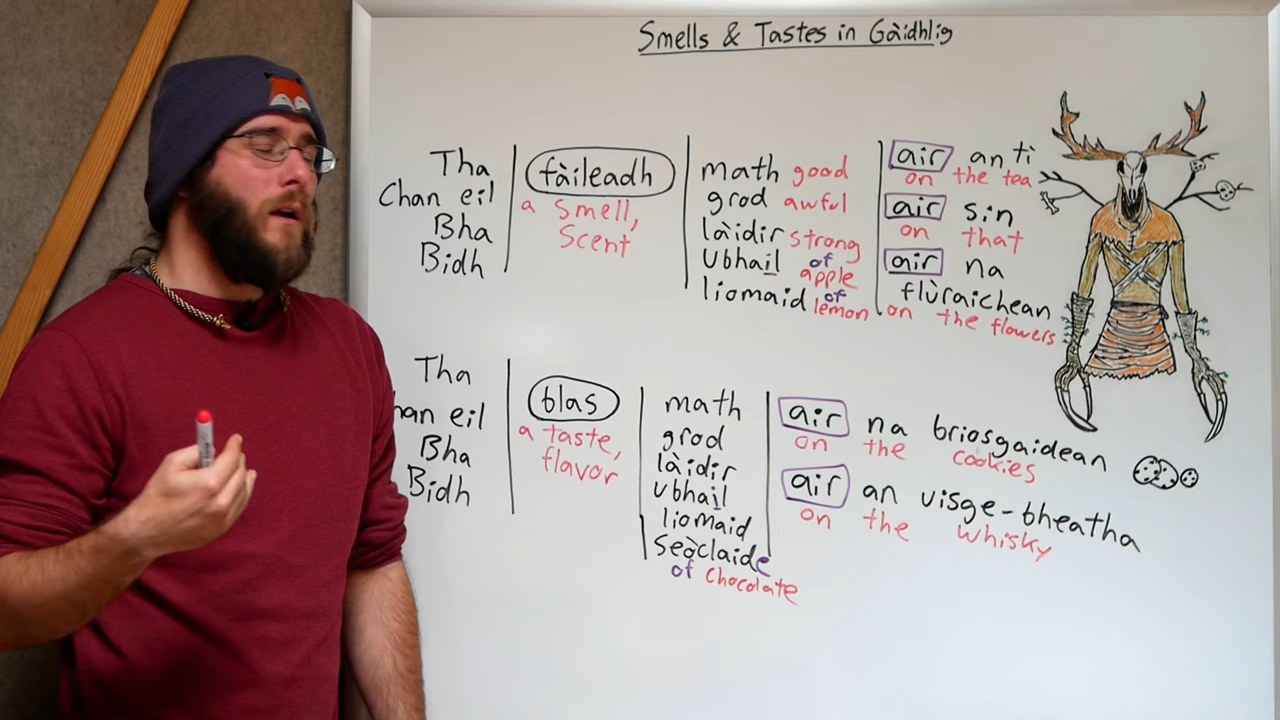 Smells & Tastes in Gàidhlig
Tha
Chan eil
Bha
Bidh
fàileadh
a smell,
scent
math good
grod awful
làidir strong
ubhail of apple
liomaid of lemon
air an tì
on the tea
air sin
on that
air na
flùraichean
on the flowers
Tha
han eil
Bha
Bidh
blas
a taste,
flavor
math
grod
làidir
ubhail
liomaid
seòclaide
of chocolate
air na briosgaidean
on the cookies
air an uisge-bheatha
on the whisky